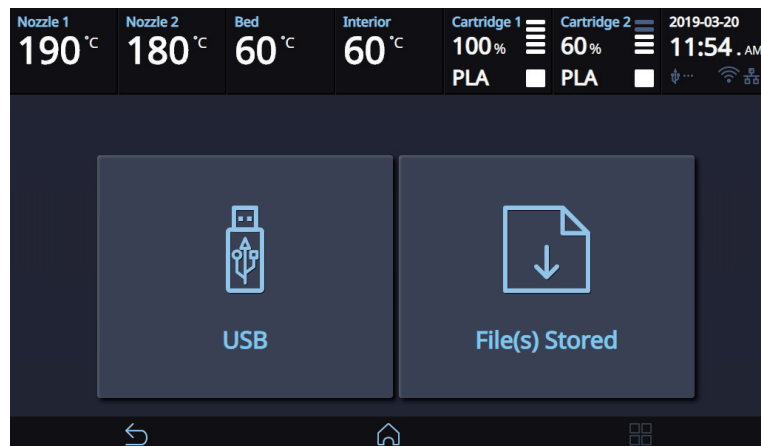 Nozzle 1
190 °C
Nozzle 2
180 °C
Bed
60 °C
Interior
60 °C
Cartridge 1
100 %
PLA
Cartridge 2
60 %
PLA
2019-03-20
11:54 . AM
USB
File(s) Stored